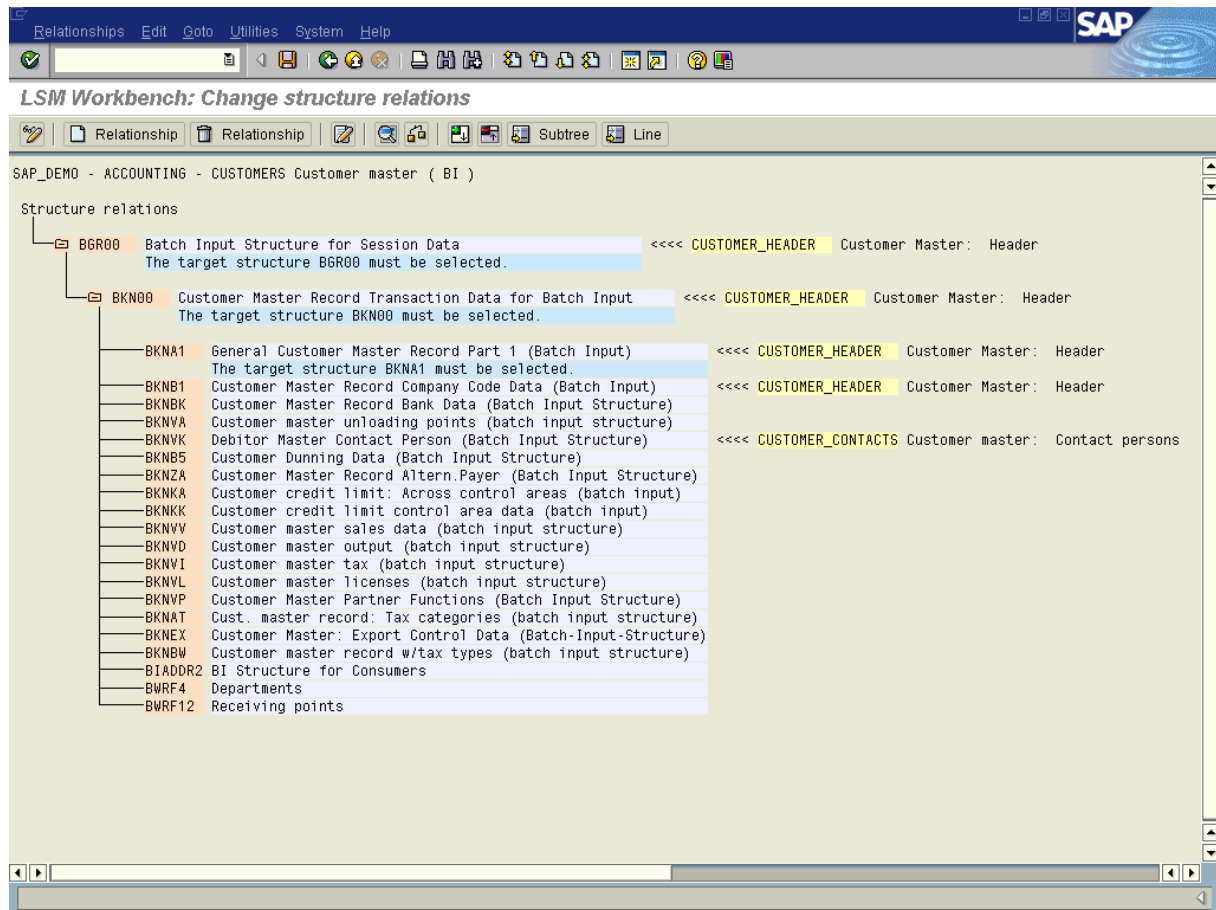 Relationships Edit Goto Utilities System Help
SAP
LSM Workbench: Change structure relations
Relationship Relationship Subtree Line
SAP_DEMO - ACCOUNTING - CUSTOMERS Customer master ( BI )
Structure relations
BGR00 Batch Input Structure for Session Data <<<< CUSTOMER_HEADER Customer Master: Header
The target structure BGR00 must be selected.
BKN00 Customer Master Record Transaction Data for Batch Input <<<< CUSTOMER_HEADER Customer Master: Header
The target structure BKN00 must be selected.
BKNA1 General Customer Master Record Part 1 (Batch Input) <<<< CUSTOMER_HEADER Customer Master: Header
The target structure BKNA1 must be selected.
BKNB1 Customer Master Record Company Code Data (Batch Input) <<<< CUSTOMER_HEADER Customer Master: Header
BKNBK Customer Master Record Bank Data (Batch Input Structure)
BKNVA Customer master unloading points (batch input structure)
BKNVK Debitor Master Contact Person (Batch Input Structure) <<<< CUSTOMER_CONTACTS Customer master: Contact persons
BKNB5 Customer Dunning Data (Batch Input Structure)
BKNZA Customer Master Record Altern.Payer (Batch Input Structure)
BKNKA Customer credit limit: Across control areas (batch input)
BKNKK Customer credit limit control area data (batch input)
BKNVV Customer master sales data (batch input structure)
BKNVD Customer master output (batch input structure)
BKNVI Customer master tax (batch input structure)
BKNVL Customer master licenses (batch input structure)
BKNVP Customer Master Partner Functions (Batch Input Structure)
BKNAT Cust. master record: Tax categories (batch input structure)
BKNEX Customer Master: Export Control Data (Batch-Input-Structure)
BKNBW Customer master record w/tax types (batch input structure)
BIADDR2 BI Structure for Consumers
BWRF4 Departments
BWRF12 Receiving points